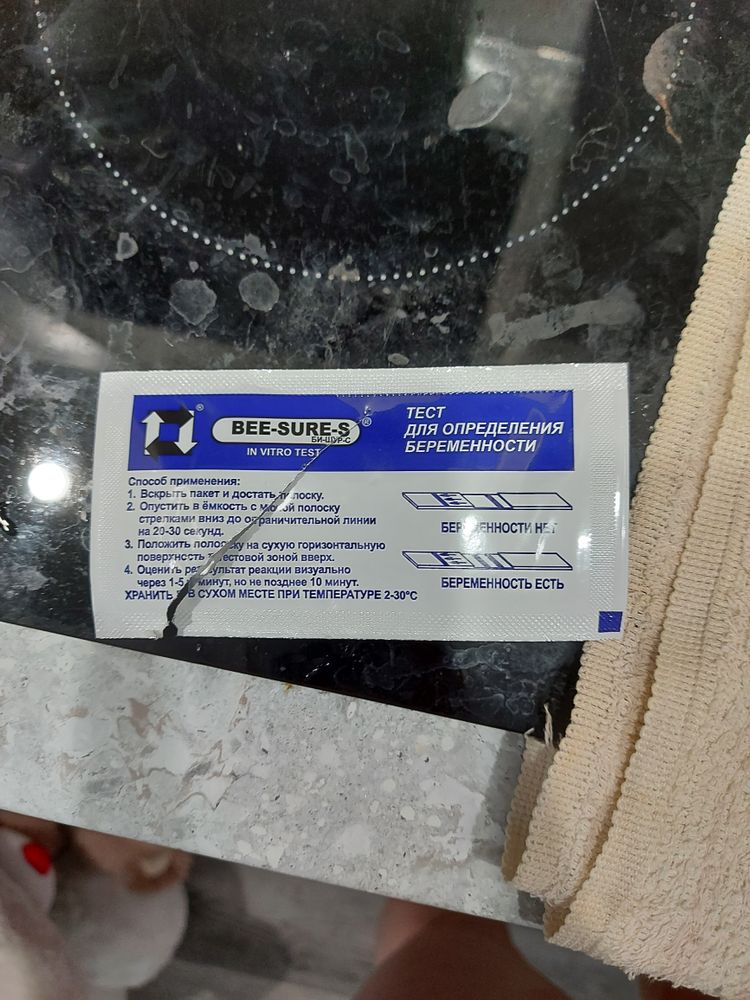 ®
BEE-SURE-S®
БИ-ШУР-С
IN VITRO TEST
ТЕСТ
ДЛЯ ОПРЕДЕЛЕНИЯ
БЕРЕМЕННОСТИ
Способ применения:
1. Вскрыть пакет и достать полоску.
2. Опустить в ёмкость с мочой полоску
стрелками вниз до ограничительной линии
на 20-30 секунд.
3. Положить полоску на сухую горизонтальную
поверхность тестовой зоной вверх.
4. Оценить результат реакции визуально
через 1-5 минут, но не позднее 10 минут.
ХРАНИТЬ В СУХОМ МЕСТЕ ПРИ ТЕМПЕРАТУРЕ 2-30°С
БЕРЕМЕННОСТИ НЕТ
БЕРЕМЕННОСТЬ ЕСТЬ